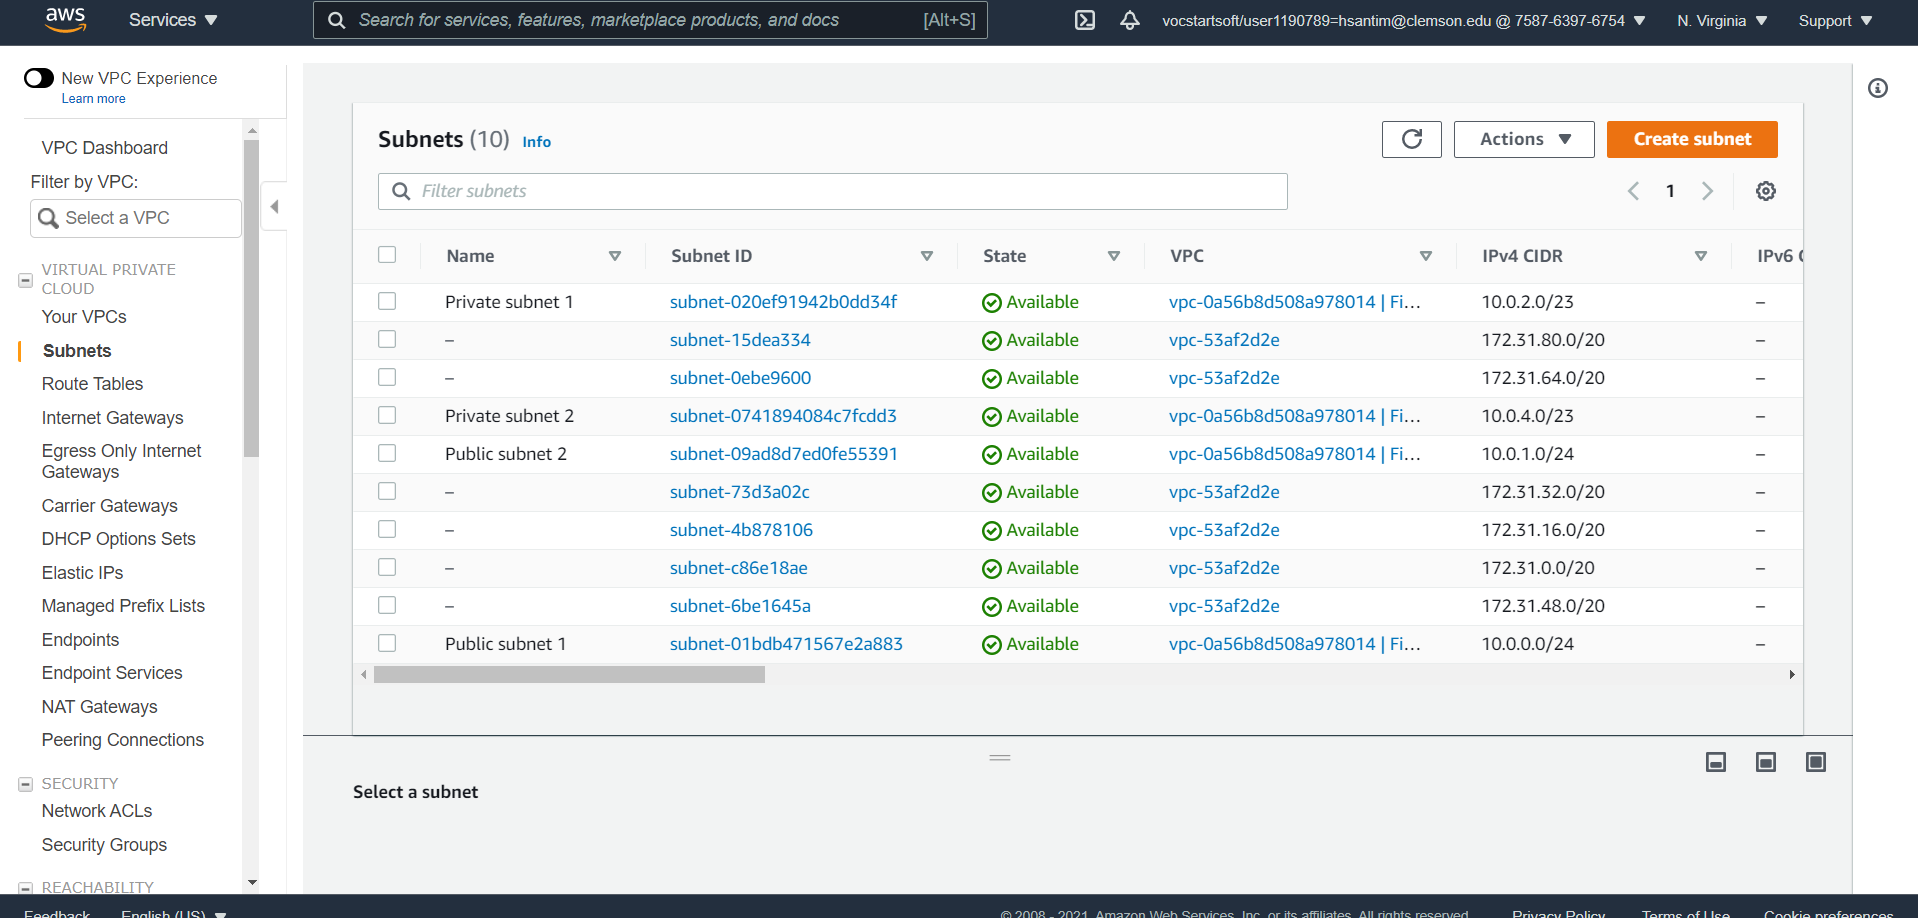 aws
Services
Search for services, features, marketplace products, and docs [Alt+S]
vocstartsoft/user1190789=hsantim@clemson.edu @ 7587-6397-6754
N. Virginia
Support
New VPC Experience
Learn more
VPC Dashboard
Filter by VPC:
Select a VPC
VIRTUAL PRIVATE
CLOUD
Your VPCs
Subnets
Route Tables
Internet Gateways
Egress Only Internet
Gateways
Carrier Gateways
DHCP Options Sets
Elastic IPs
Managed Prefix Lists
Endpoints
Endpoint Services
NAT Gateways
Peering Connections
SECURITY
Network ACLs
Security Groups
REACHABILITY
Subnets (10) Info
Actions
Create subnet
Filter subnets
1
Name Subnet ID State VPC IPv4 CIDR IPv6 C
Private subnet 1 subnet-020ef91942b0dd34f Available vpc-0a56b8d508a978014 | Fi... 10.0.2.0/23 –
– subnet-15dea334 Available vpc-53af2d2e 172.31.80.0/20 –
– subnet-0ebe9600 Available vpc-53af2d2e 172.31.64.0/20 –
Private subnet 2 subnet-0741894084c7fcdd3 Available vpc-0a56b8d508a978014 | Fi... 10.0.4.0/23 –
Public subnet 2 subnet-09ad8d7ed0fe55391 Available vpc-0a56b8d508a978014 | Fi... 10.0.1.0/24 –
– subnet-73d3a02c Available vpc-53af2d2e 172.31.32.0/20 –
– subnet-4b878106 Available vpc-53af2d2e 172.31.16.0/20 –
– subnet-c86e18ae Available vpc-53af2d2e 172.31.0.0/20 –
– subnet-6be1645a Available vpc-53af2d2e 172.31.48.0/20 –
Public subnet 1 subnet-01bdb471567e2a883 Available vpc-0a56b8d508a978014 | Fi... 10.0.0.0/24 –
Select a subnet
Feedback English (US)
© 2008 - 2021, Amazon Web Services, Inc. or its affiliates. All rights reserved. Privacy Policy Terms of Use Cookie preferences